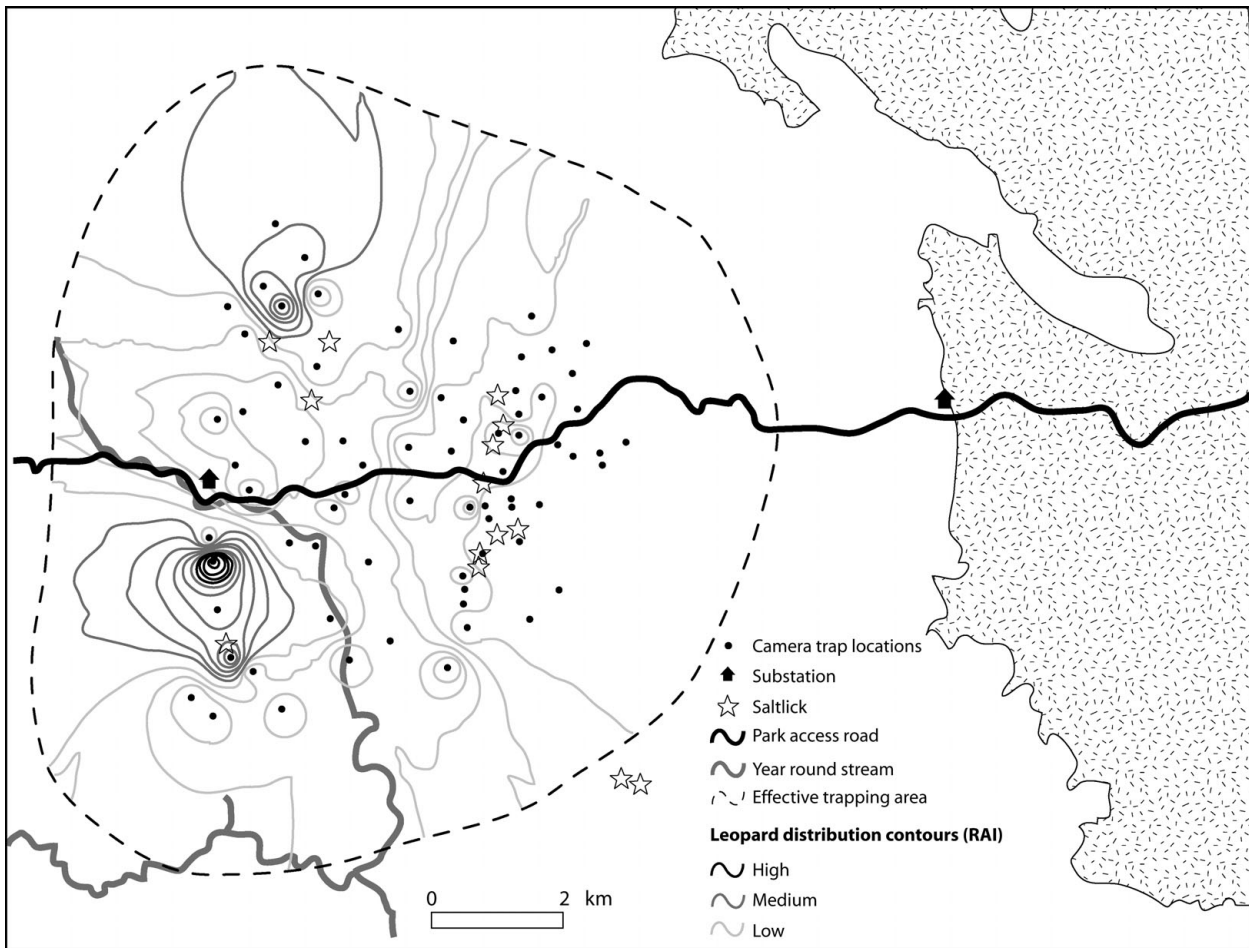 Camera trap locations
Substation
Saltlick
Park access road
Year round stream
Effective trapping area
Leopard distribution contours (RAI)
High
Medium
Low
0 2 km